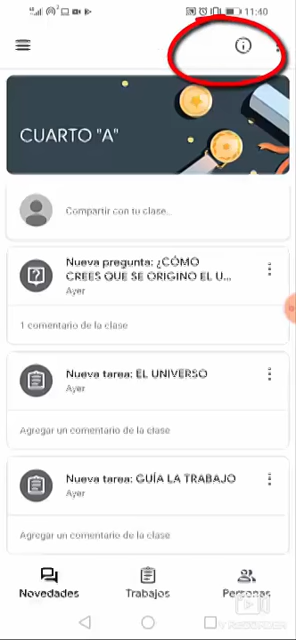 11:40
CUARTO "A"
Compartir con tu clase...
Nueva pregunta: ¿CÓMO
CREES QUE SE ORIGINO EL U...
Ayer
1 comentario de la clase
Nueva tarea: EL UNIVERSO
Ayer
Agregar un comentario de la clase
Nueva tarea: GUÍA LA TRABAJO
Ayer
Agregar un comentario de la clase
Novedades
Trabajos
Personas